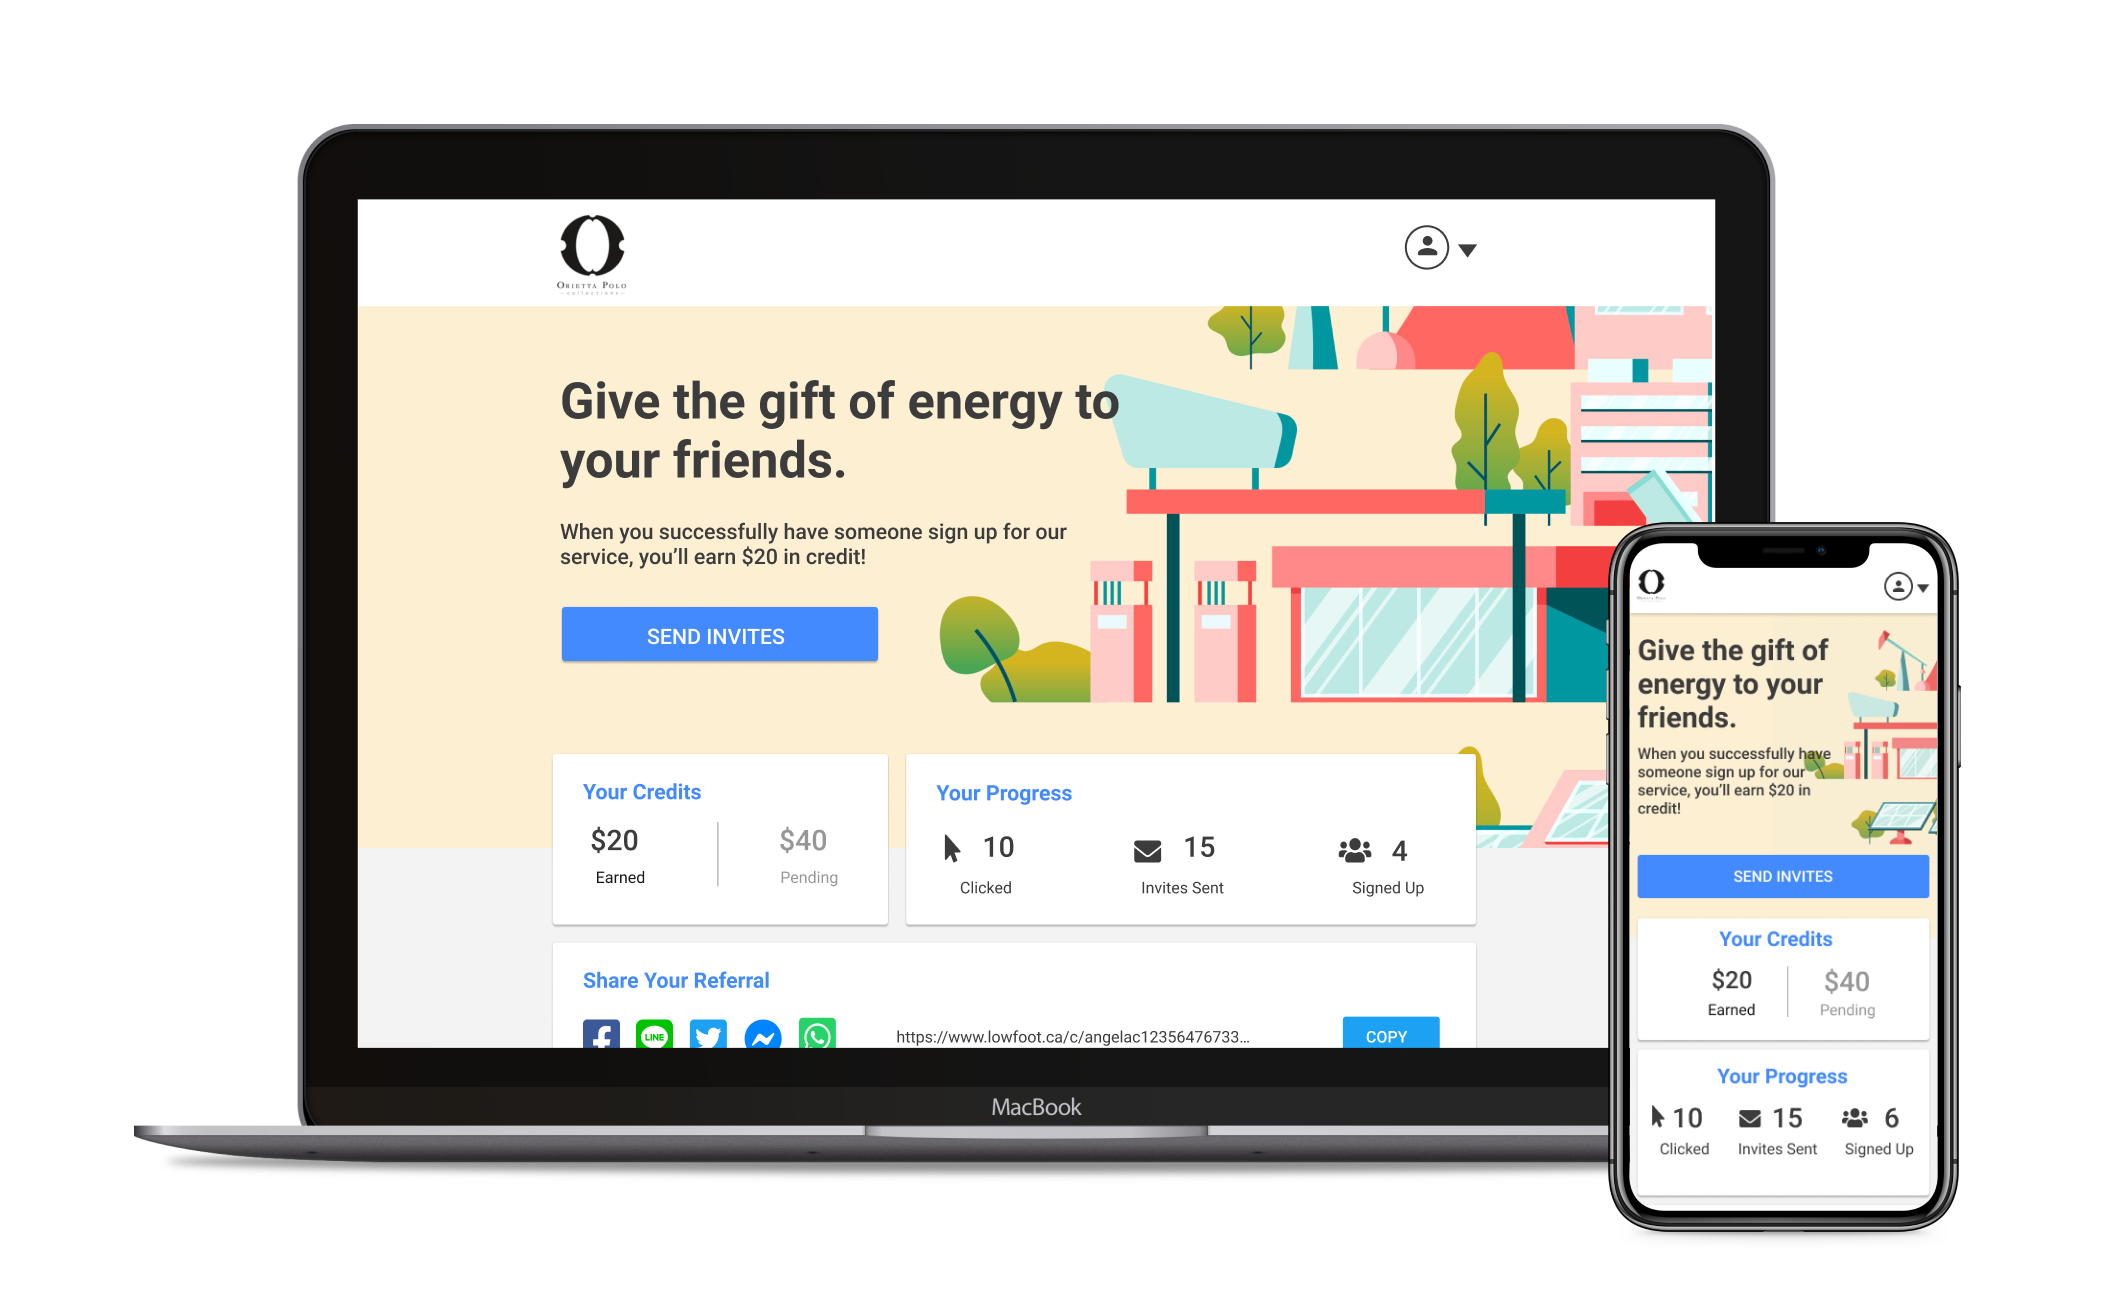 ORIETTA POLO
collections
Give the gift of energy to
your friends.
When you successfully have someone sign up for our
service, you'll earn $20 in credit!
SEND INVITES
Your Credits
$20
$40
Earned
Pending
Your Progress
10
15
4
Clicked
Invites Sent
Signed Up
Share Your Referral
LINE
https://www.lowfoot.ca/c/angelac12356476733...
COPY
MacBook
ORIETTA POLO
Give the gift of
energy to your
friends.
When you successfully have
someone sign up for our
service, you'll earn $20 in
credit!
SEND INVITES
Your Credits
$20
$40
Earned
Pending
Your Progress
10
15
6
Clicked
Invites Sent
Signed Up